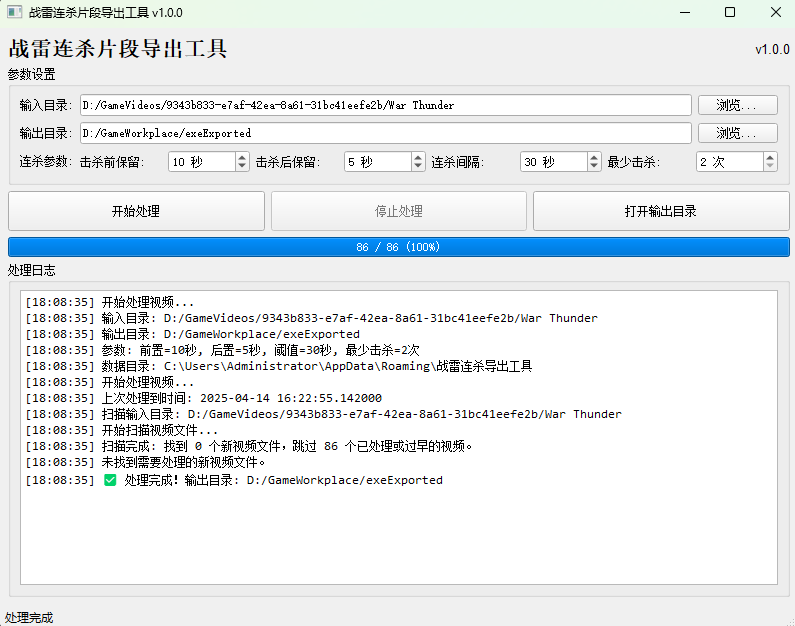 战雷连杀片段导出工具 v1.0.0
战雷连杀片段导出工具 v1.0.0
参数设置
输入目录: D:/GameVideos/9343b833-e7af-42ea-8a61-31bc41eefe2b/War Thunder 浏览...
输出目录: D:/GameWorkplace/exeExported 浏览...
连杀参数: 击杀前保留: 10 秒 击杀后保留: 5 秒 连杀间隔: 30 秒 最少击杀: 2 次
开始处理 停止处理 打开输出目录
86 / 86 (100%)
处理日志
[18:08:35] 开始处理视频...
[18:08:35] 输入目录: D:/GameVideos/9343b833-e7af-42ea-8a61-31bc41eefe2b/War Thunder
[18:08:35] 输出目录: D:/GameWorkplace/exeExported
[18:08:35] 参数: 前置=10秒, 后置=5秒, 阈值=30秒, 最少击杀=2次
[18:08:35] 数据目录: C:\Users\Administrator\AppData\Roaming\战雷连杀导出工具
[18:08:35] 开始处理视频...
[18:08:35] 上次处理到时间: 2025-04-14 16:22:55.142000
[18:08:35] 扫描输入目录: D:/GameVideos/9343b833-e7af-42ea-8a61-31bc41eefe2b/War Thunder
[18:08:35] 开始扫描视频文件...
[18:08:35] 扫描完成: 找到 0 个新视频文件，跳过 86 个已处理或过早的视频。
[18:08:35] 未找到需要处理的新视频文件。
[18:08:35] ✅ 处理完成！输出目录: D:/GameWorkplace/exeExported
处理完成